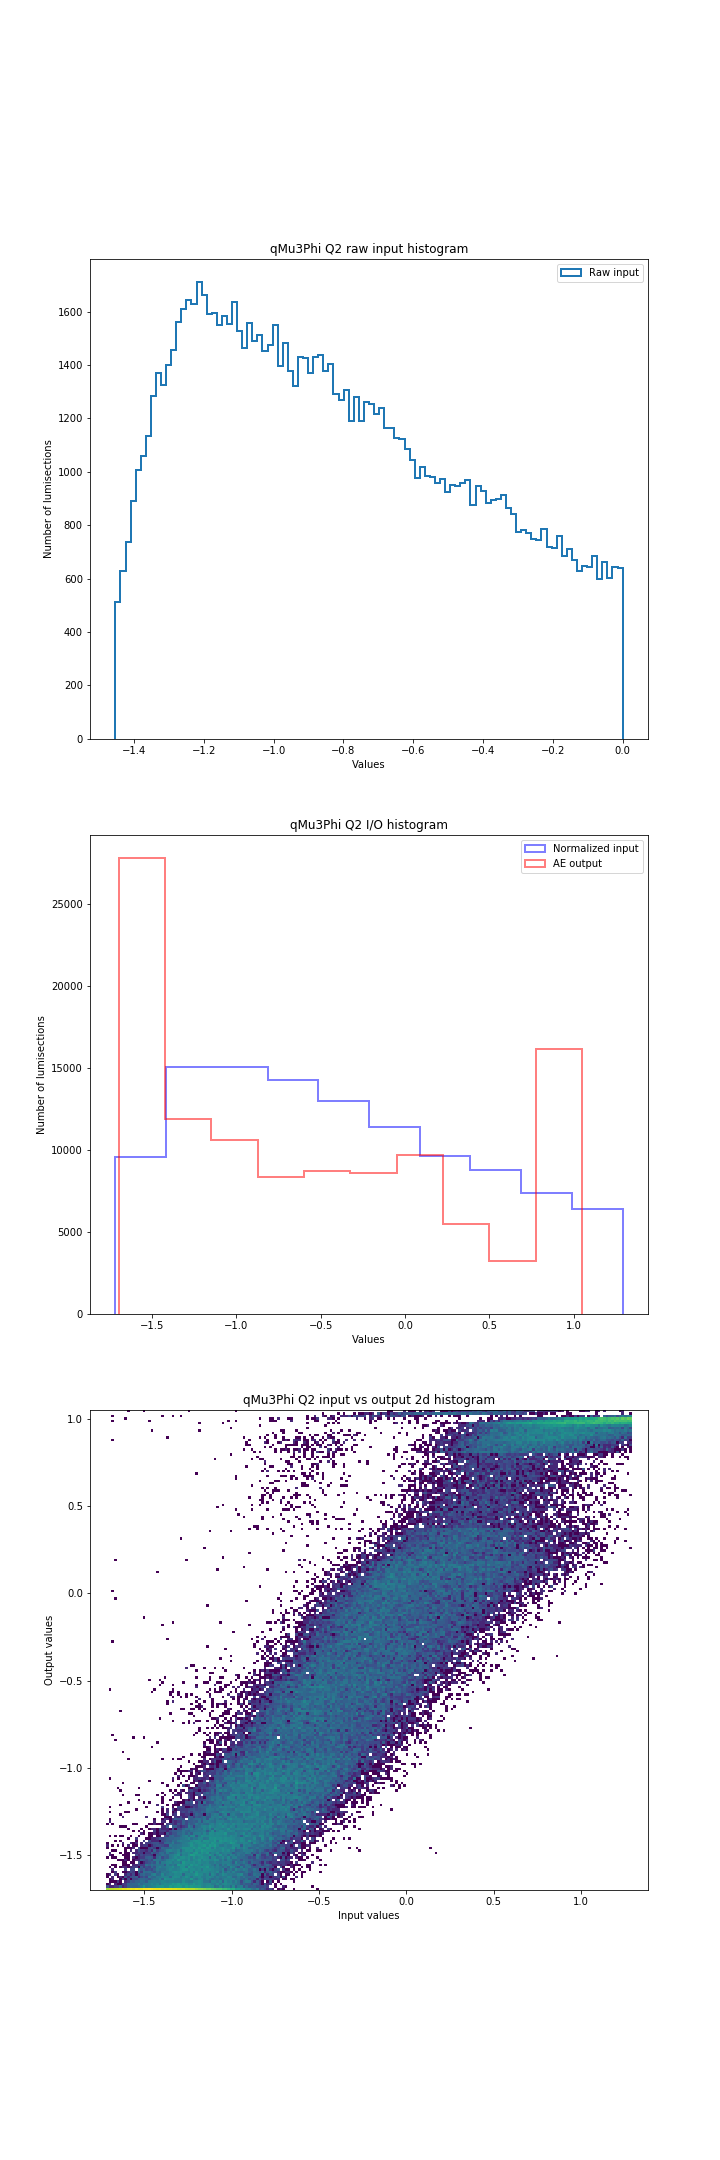 qMu3Phi Q2 raw input histogram
Raw input
Number of lumisections
1600
1400
1200
1000
800
600
400
200
0
−1.4 −1.2 −1.0 −0.8 −0.6 −0.4 −0.2 0.0
Values
qMu3Phi Q2 I/O histogram
Normalized input
AE output
Number of lumisections
25000
20000
15000
10000
5000
0
−1.5 −1.0 −0.5 0.0 0.5 1.0
Values
qMu3Phi Q2 input vs output 2d histogram
Output values
1.0
0.5
0.0
−0.5
−1.0
−1.5
−1.5 −1.0 −0.5 0.0 0.5 1.0
Input values